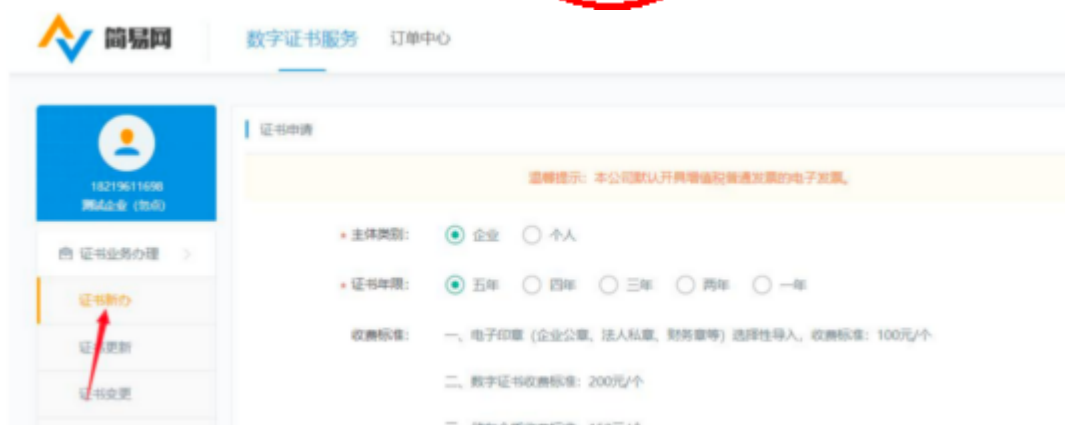 简易网
数字证书服务 订单中心
18219611698
测试企业（勿动）
证书申请
温馨提示：本公司默认开具增值税普通发票的电子发票。
主体类别： 企业 个人
证书业务办理
证书年限： 五年 四年 三年 两年 一年
证书新办
收费标准： 一、电子印章（企业公章、法人私章、财务章等）选择性导入，收费标准：100元/个
证书更新
二、数字证书收费标准：200元/个
证书变更